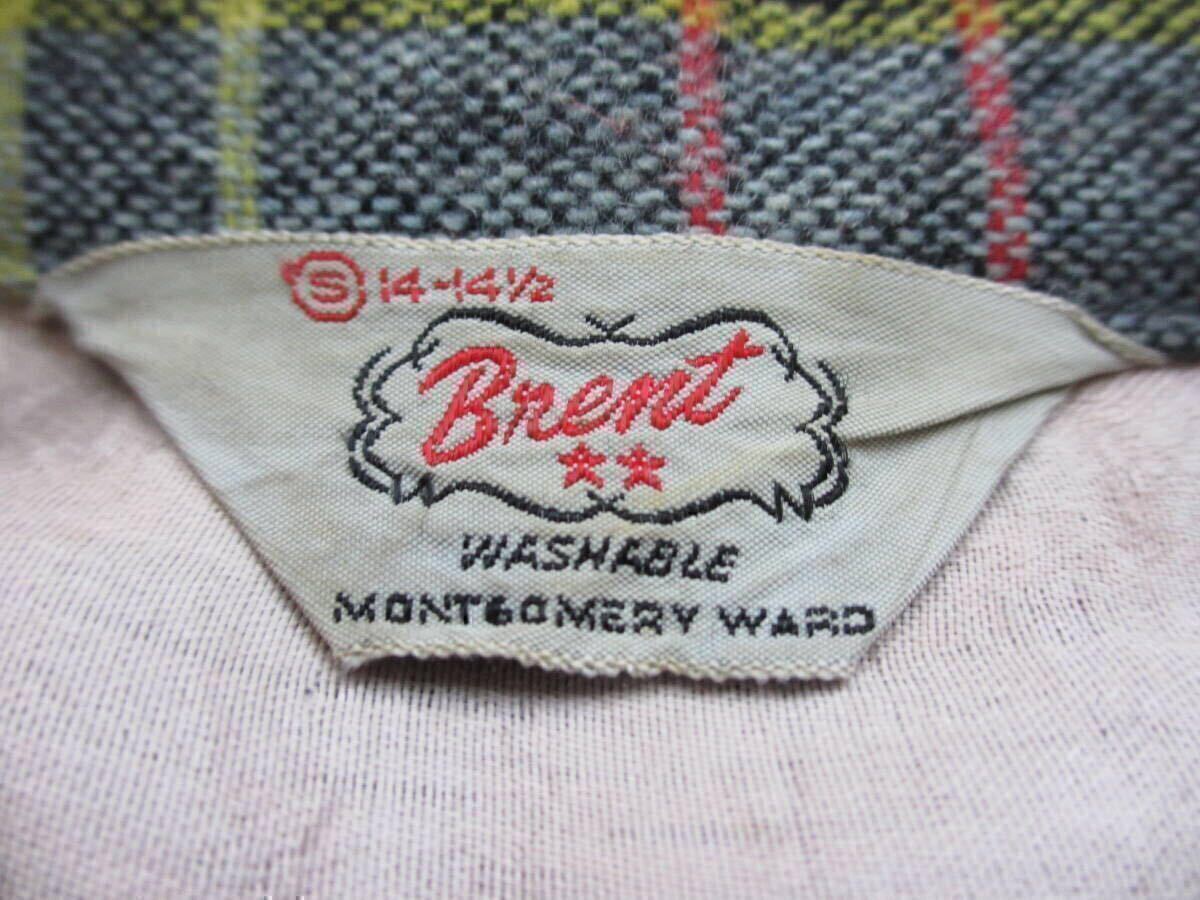 S 14-14½
Brent
WASHABLE
MONTGOMERY WARD